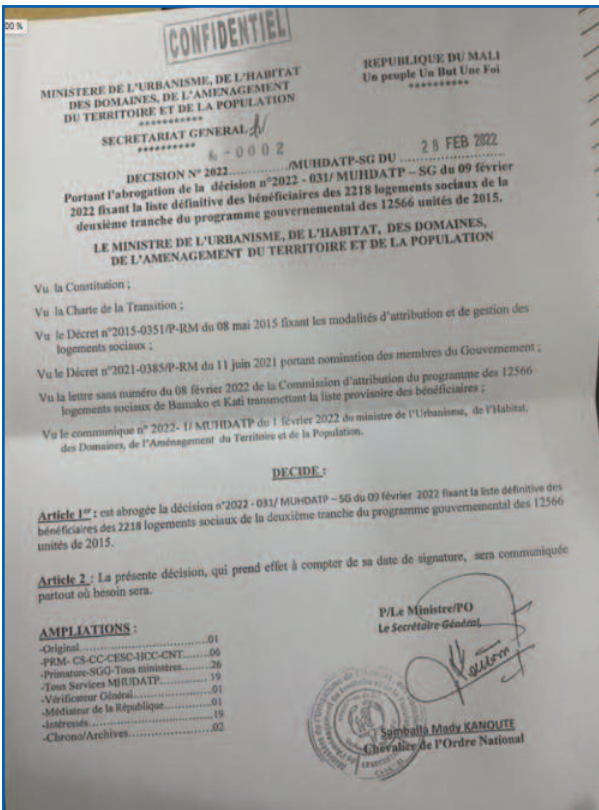 00 %
CONFIDENTIEL
MINISTERE DE L'URBANISME, DE L'HABITAT
DES DOMAINES, DE L'AMENAGEMENT
DU TERRITOIRE ET DE LA POPULATION
**********
SECRETARIAT GENERAL
**********
REPUBLIQUE DU MALI
Un peuple Un But Une Foi
**********
DECISION N° 2022 - 0002 /MUHDATP-SG DU 28 FEB 2022
Portant l'abrogation de la décision n°2022 - 031/ MUHDATP – SG du 09 février
2022 fixant la liste définitive des bénéficiaires des 2218 logements sociaux de la
deuxième tranche du programme gouvernemental des 12566 unités de 2015.
LE MINISTRE DE L'URBANISME, DE L'HABITAT, DES DOMAINES,
DE L'AMENAGEMENT DU TERRITOIRE ET DE LA POPULATION
Vu la Constitution ;
Vu la Charte de la Transition ;
Vu le Décret n°2015-0351/P-RM du 08 mai 2015 fixant les modalités d'attribution et de gestion des
logements sociaux ;
Vu le Décret n°2021-0385/P-RM du 11 juin 2021 portant nomination des membres du Gouvernement ;
Vu la lettre sans numéro du 08 février 2022 de la Commission d'attribution du programme des 12566
logements sociaux de Bamako et Kati transmettant la liste provisoire des bénéficiaires ;
Vu le communique n° 2022- 1/ MUHDATP du 1 février 2022 du ministre de l'Urbanisme, de l'Habitat,
des Domaines, de l'Aménagement du Territoire et de la Population.
DECIDE :
Article 1er : est abrogée la décision n°2022 - 031/ MUHDATP – SG du 09 février 2022 fixant la liste définitive des
bénéficiaires des 2218 logements sociaux de la deuxième tranche du programme gouvernemental des 12566
unités de 2015.
Article 2 : La présente décision, qui prend effet à compter de sa date de signature, sera communiquée
partout où besoin sera.
AMPLIATIONS :
-Original.....01
-PRM- CS-CC-CESC-HCC-CNT.....06
-Primature-SGG-Tous ministères.....26
-Tous Services MHUDATP.....19
-Vérificateur Général.....01
-Médiateur de la République.....01
-Intéressés.....19
-Chrono/Archives.....02
P/Le Ministre/PO
Le Secrétaire Général,
Samballa Mady KANOUTE
Chevalier de l'Ordre National